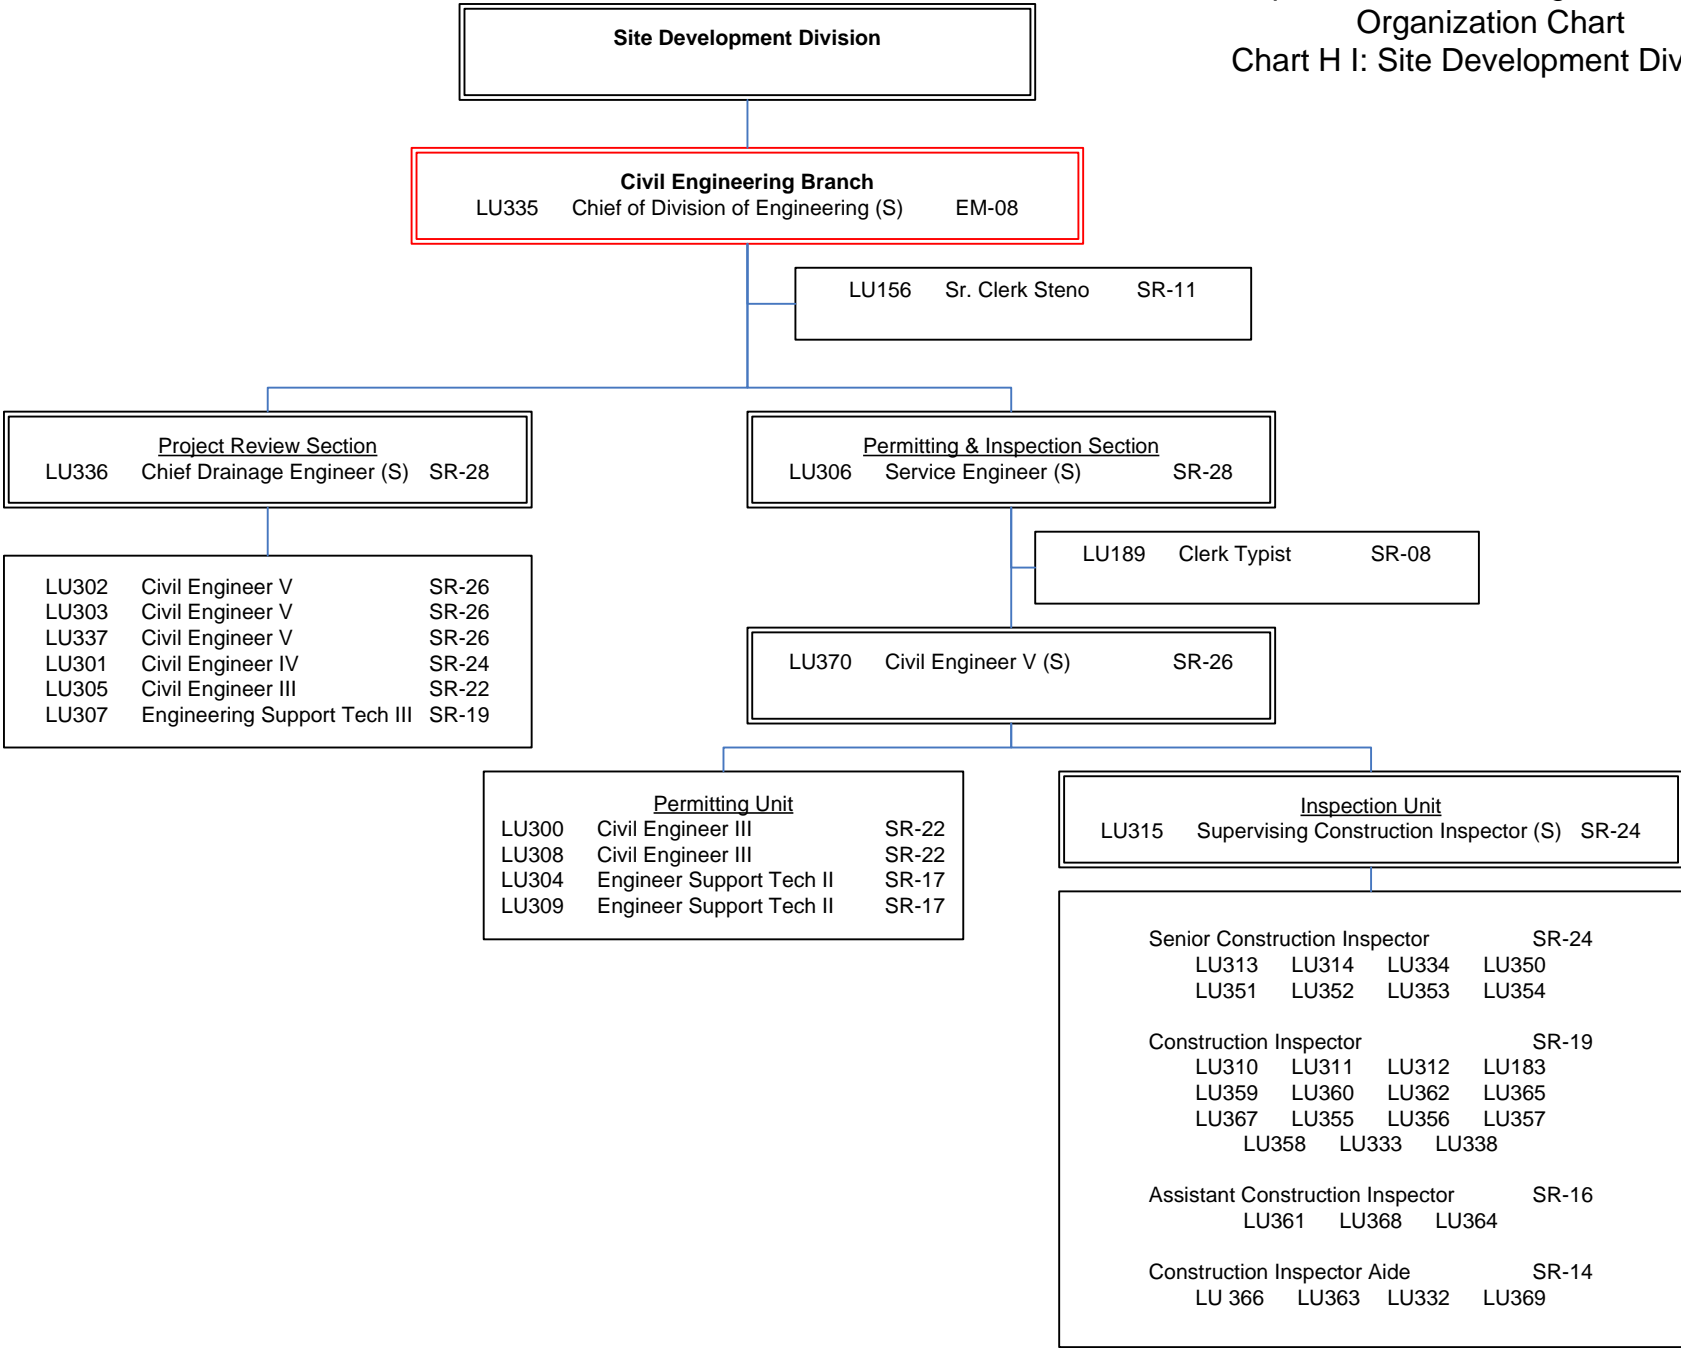 Organization Chart
Chart H I: Site Development Div
Site Development Division
Civil Engineering Branch
LU335 Chief of Division of Engineering (S) EM-08
LU156 Sr. Clerk Steno SR-11
Project Review Section
LU336 Chief Drainage Engineer (S) SR-28
Permitting & Inspection Section
LU306 Service Engineer (S) SR-28
LU189 Clerk Typist SR-08
LU302 Civil Engineer V SR-26
LU303 Civil Engineer V SR-26
LU337 Civil Engineer V SR-26
LU301 Civil Engineer IV SR-24
LU305 Civil Engineer III SR-22
LU307 Engineering Support Tech III SR-19
LU370 Civil Engineer V (S) SR-26
Permitting Unit
LU300 Civil Engineer III SR-22
LU308 Civil Engineer III SR-22
LU304 Engineer Support Tech II SR-17
LU309 Engineer Support Tech II SR-17
Inspection Unit
LU315 Supervising Construction Inspector (S) SR-24
Senior Construction Inspector SR-24
LU313 LU314 LU334 LU350
LU351 LU352 LU353 LU354
Construction Inspector SR-19
LU310 LU311 LU312 LU183
LU359 LU360 LU362 LU365
LU367 LU355 LU356 LU357
LU358 LU333 LU338
Assistant Construction Inspector SR-16
LU361 LU368 LU364
Construction Inspector Aide SR-14
LU 366 LU363 LU332 LU369